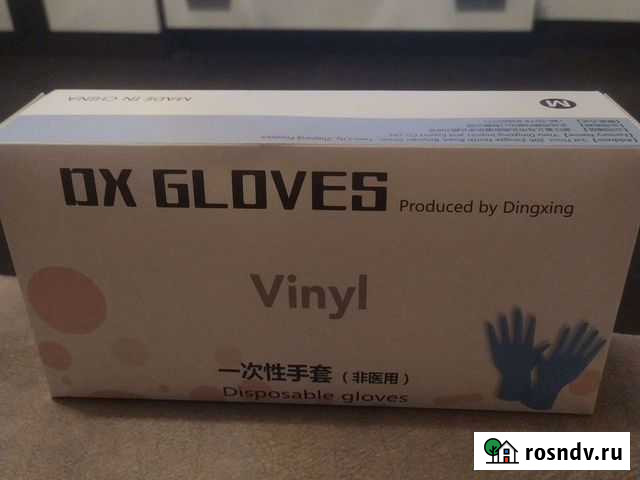 MADE IN CHINA
M
DX GLOVES
Produced by Dingxing
Vinyl
一次性手套（非医用）
Disposable gloves
rosndv.ru